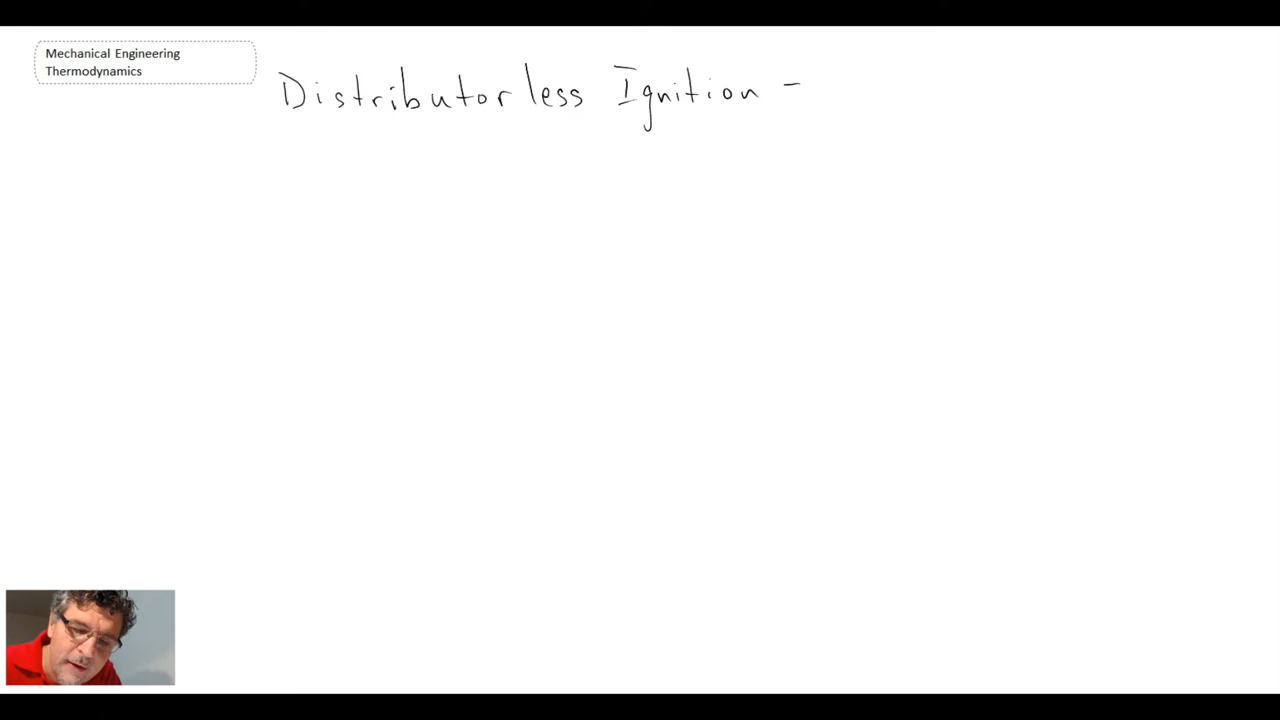 Mechanical Engineering
Thermodynamics
Distributorless Ignition -